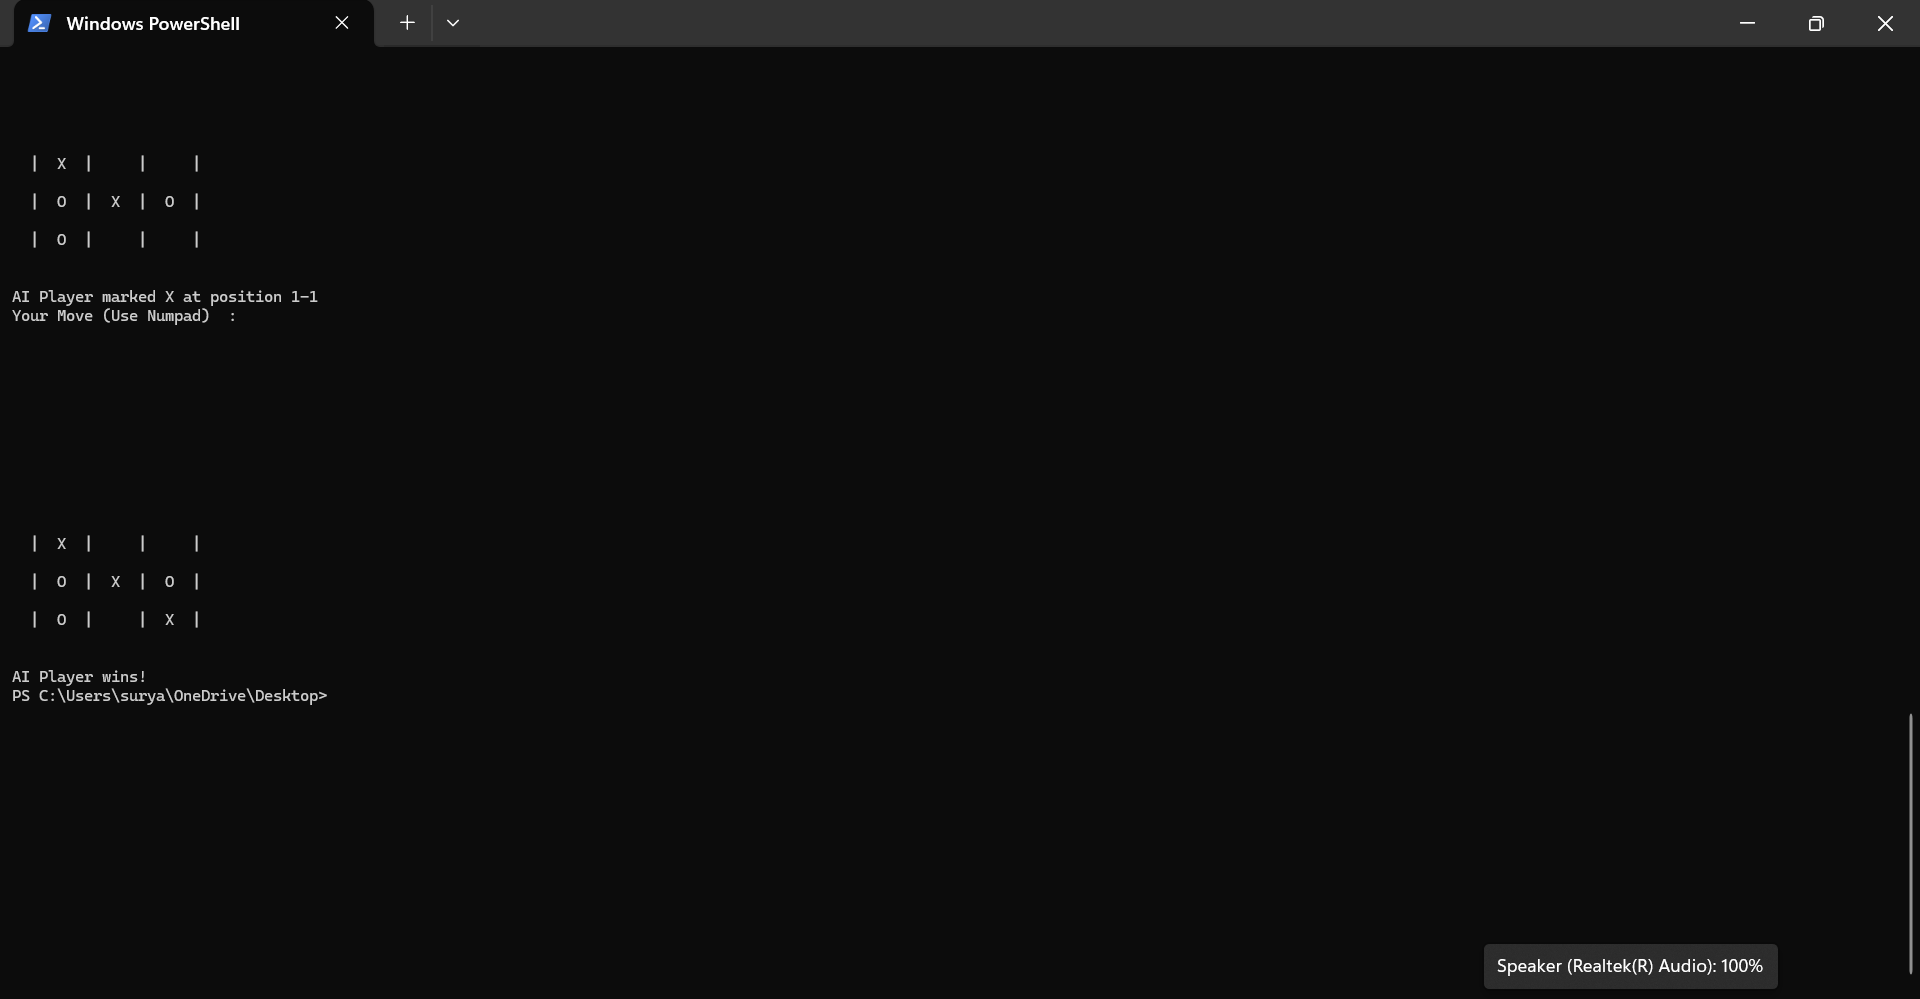 Windows PowerShell
| X | | |
| O | X | O |
| O | | |
AI Player marked X at position 1-1
Your Move (Use Numpad)  :
| X | | |
| O | X | O |
| O | | X |
AI Player wins!
PS C:\Users\surya\OneDrive\Desktop>
Speaker (Realtek(R) Audio): 100%